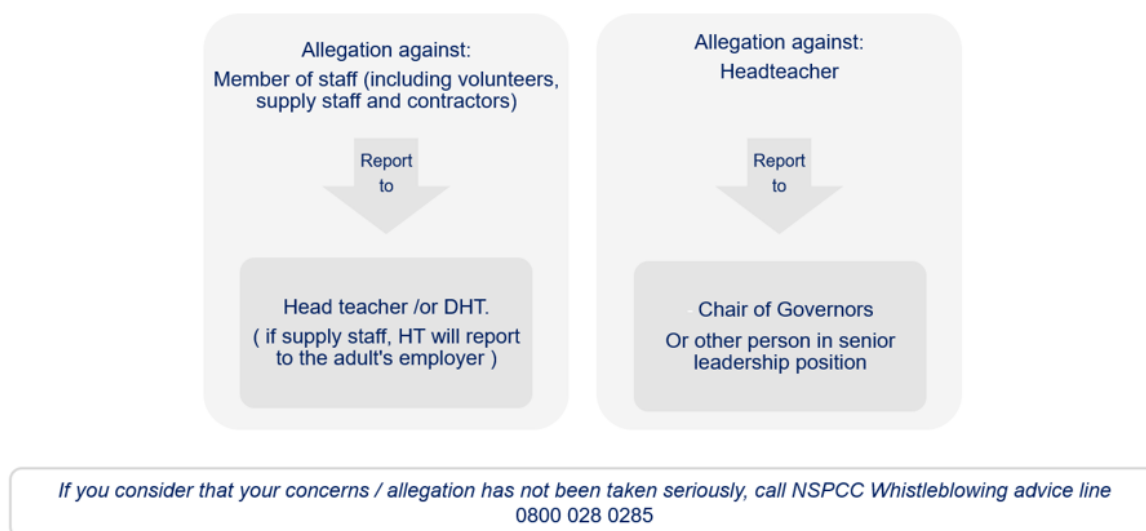 Allegation against:
Member of staff (including volunteers,
supply staff and contractors)
Report
to
Head teacher /or DHT.
( if supply staff, HT will report
to the adult's employer )
Allegation against:
Headteacher
Report
to
Chair of Governors
Or other person in senior
leadership position
If you consider that your concerns / allegation has not been taken seriously, call NSPCC Whistleblowing advice line
0800 028 0285